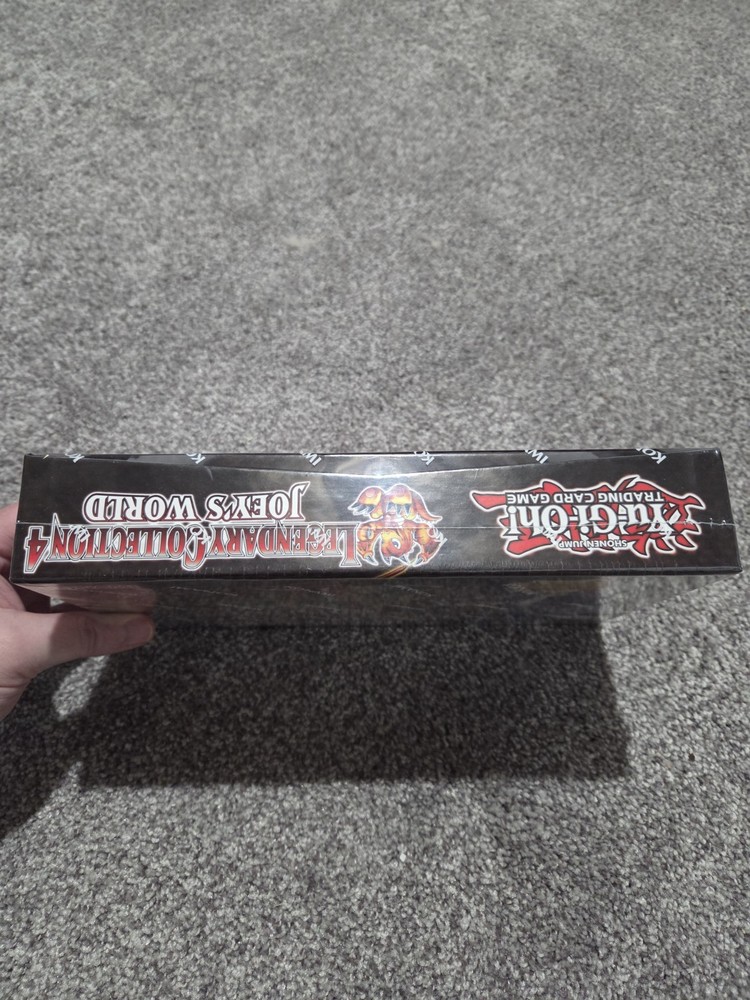 SHONEN JUMP
Yu-Gi-Oh!
TRADING CARD GAME
LEGENDARY COLLECTION 4
JOEY'S WORLD